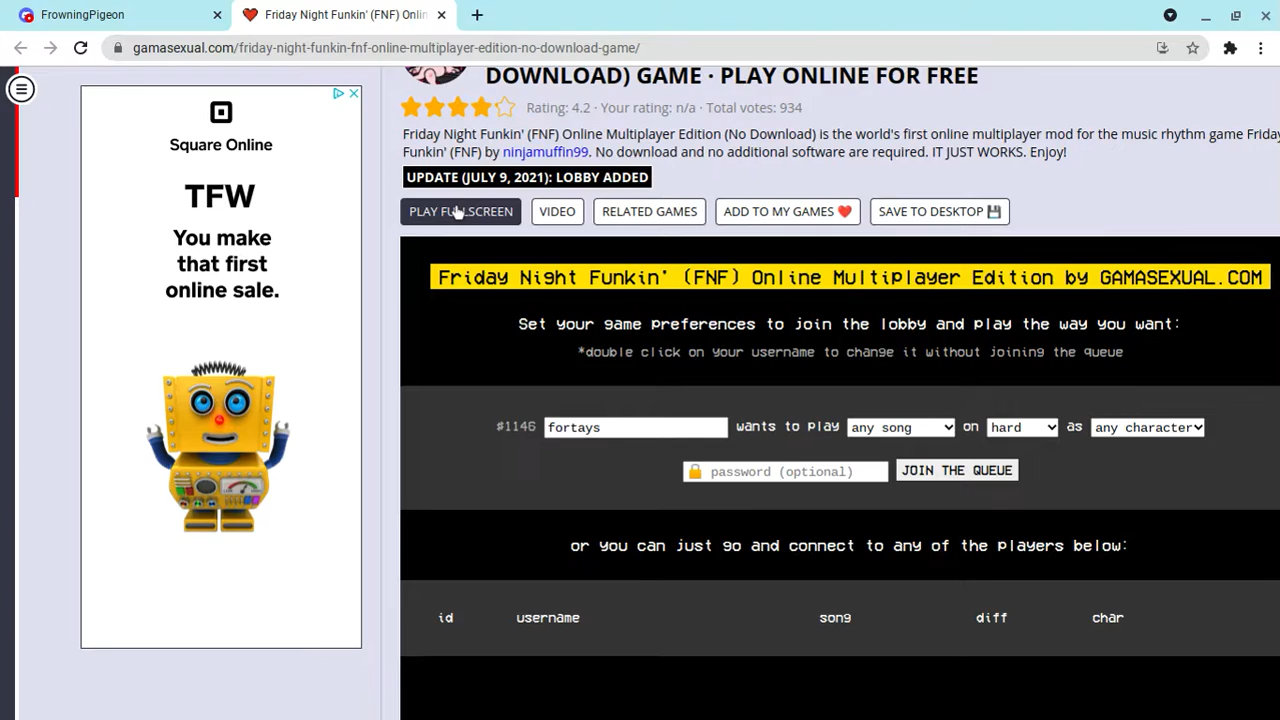 FrowningPigeon
Friday Night Funkin' (FNF) Onlin
gamasexual.com/friday-night-funkin-fnf-online-multiplayer-edition-no-download-game/
Square Online
TFW
You make
that first
online sale.
DOWNLOAD) GAME · PLAY ONLINE FOR FREE
Rating: 4.2 · Your rating: n/a · Total votes: 934
Friday Night Funkin' (FNF) Online Multiplayer Edition (No Download) is the world's first online multiplayer mod for the music rhythm game Friday
Funkin' (FNF) by ninjamuffin99. No download and no additional software are required. IT JUST WORKS. Enjoy!
UPDATE (JULY 9, 2021): LOBBY ADDED
PLAY FULLSCREEN VIDEO RELATED GAMES ADD TO MY GAMES ❤️ SAVE TO DESKTOP 💾
Friday Night Funkin' (FNF) Online Multiplayer Edition by GAMASEXUAL.COM
Set your game preferences to join the lobby and play the way you want:
*double click on your username to change it without joining the queue
#1146 fortays wants to play any song on hard as any character
🔒 password (optional) JOIN THE QUEUE
or you can just go and connect to any of the players below:
id username song diff char